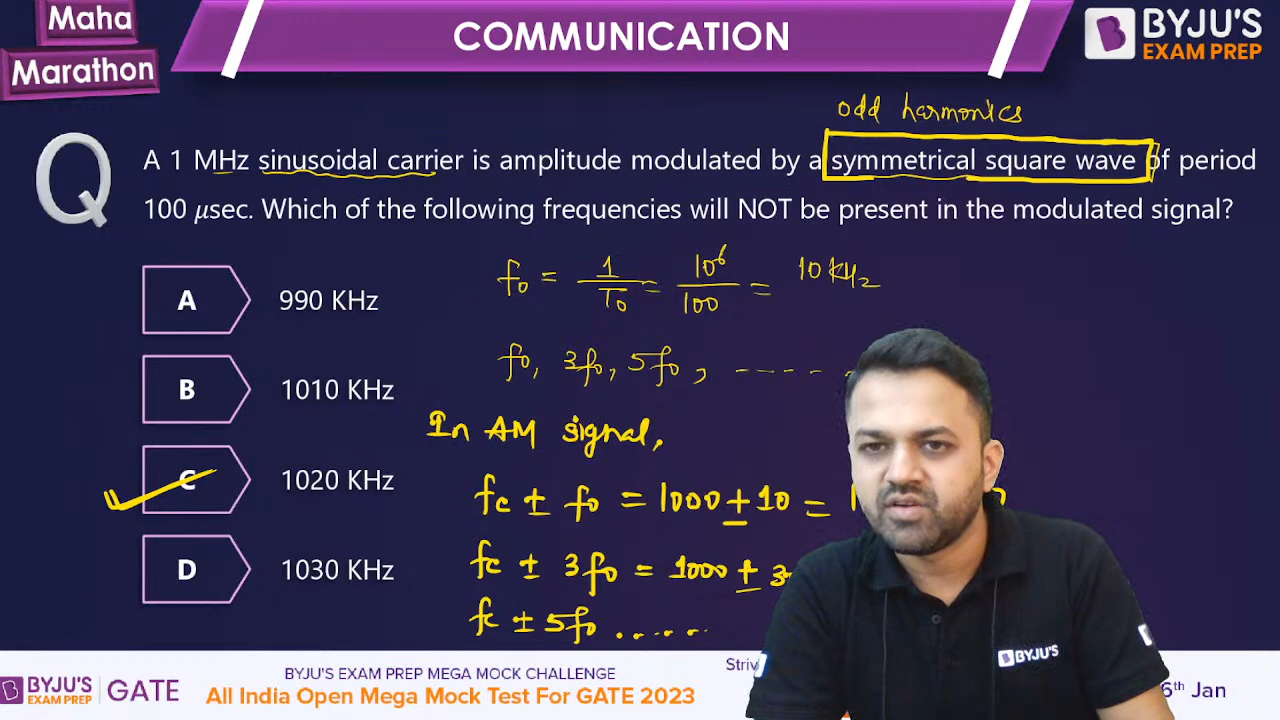 Maha
Marathon
COMMUNICATION
BYJU'S
EXAM PREP
odd harmonics
Q
A 1 MHz sinusoidal carrier is amplitude modulated by a symmetrical square wave of period
100 μsec. Which of the following frequencies will NOT be present in the modulated signal?
A 990 KHz
B 1010 KHz
C 1020 KHz
D 1030 KHz
f₀ = 1/T₀ = 10⁶/100 = 10 KHz
f₀, 3f₀, 5f₀, -----
In AM signal,
fc ± f₀ = 1000 ± 10 =
fc ± 3f₀ = 1000 ±
fc ± 5f₀ ......
BYJU'S
BYJU'S
EXAM PREP
GATE
BYJU'S EXAM PREP MEGA MOCK CHALLENGE
All India Open Mega Mock Test For GATE 2023
6th Jan